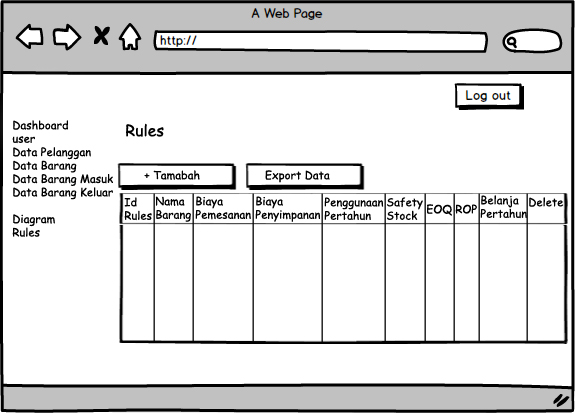 A Web Page
http://
Log out
Dashboard
user
Data Pelanggan
Data Barang
Data Barang Masuk
Data Barang Keluar
Diagram
Rules
Rules
+ Tamabah
Export Data
Id
Rules
Nama
Barang
Biaya
Pemesanan
Biaya
Penyimpanan
Penggunaan
Pertahun
Safety
Stock
EOQ
ROP
Belanja
Pertahun
Delete